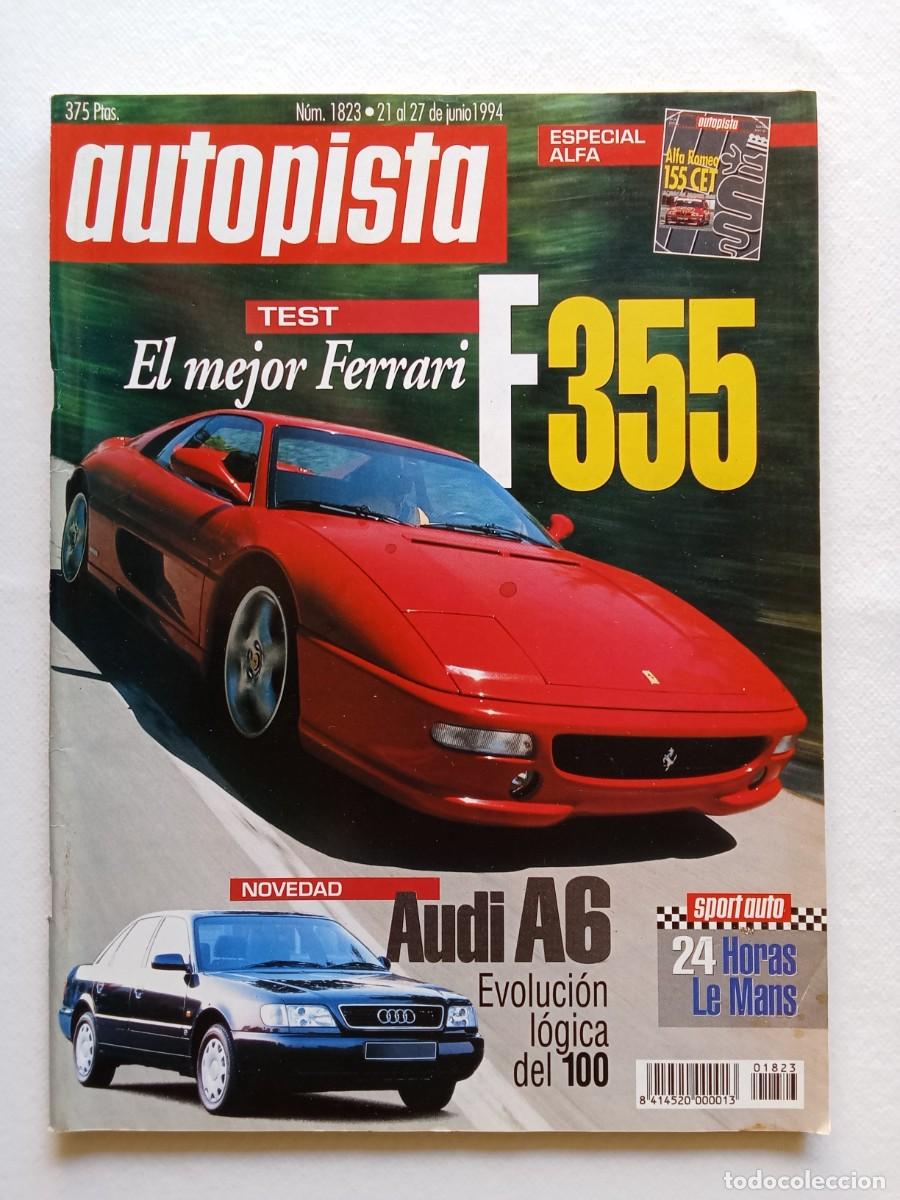 375 Ptas.
Núm. 1823 • 21 al 27 de junio 1994
autopista
ESPECIAL
ALFA
autopista
Alfa Romeo
155 CET
TEST
El mejor Ferrari
F355
NOVEDAD
Audi A6
Evolución
lógica
del 100
sport auto
24 Horas
Le Mans
01823
8 414520 000013
todocoleccion